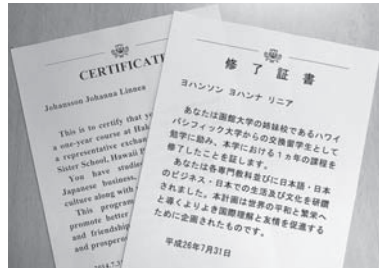 CERTIFICATE
Johansson Johanna Linnea
This is to certify that
a one-year course at
a representative
Sister School, Hawaii
You have studied
Japanese business,
culture along with
This program
promote better
and friendship
and
修了証書
ヨハンソン ヨハンナ リニア
あなたは函館大学の姉妹校であるハワイ
パシフィック大学からの交換留学生として
勉学に励み、本学における1ヵ年の課程を
修了したことを証します。
あなたは各専門教科並びに日本語・日本
のビジネス・日本での生活及び文化を研鑽
されました。本計画は世界の平和と繁栄へ
と導くよりよき国際理解と友情を促進する
ために企画されたものです。
平成26年7月31日